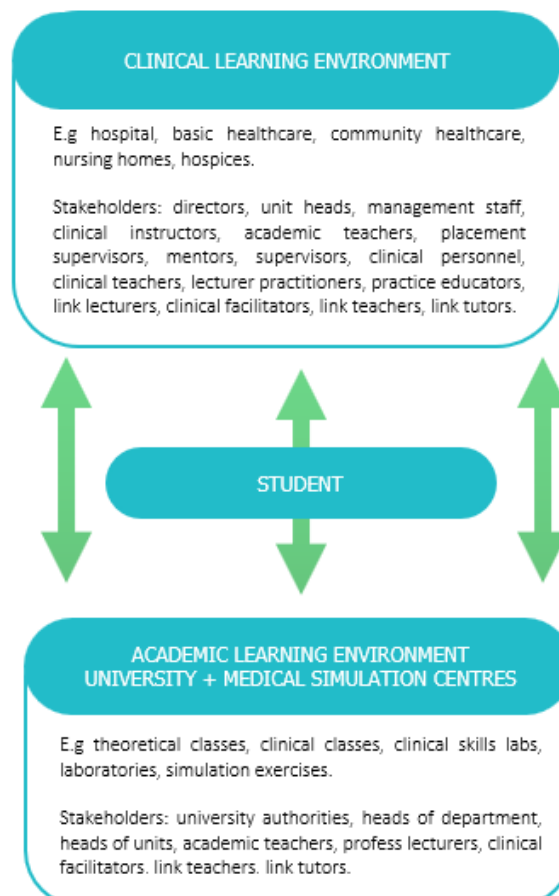 CLINICAL LEARNING ENVIRONMENT
E.g hospital, basic healthcare, community healthcare,
nursing homes, hospices.
Stakeholders: directors, unit heads, management staff,
clinical instructors, academic teachers, placement
supervisors, mentors, supervisors, clinical personnel,
clinical teachers, lecturer practitioners, practice educators,
link lecturers, clinical facilitators, link teachers, link tutors.
STUDENT
ACADEMIC LEARNING ENVIRONMENT
UNIVERSITY + MEDICAL SIMULATION CENTRES
E.g theoretical classes, clinical classes, clinical skills labs,
laboratories, simulation exercises.
Stakeholders: university authorities, heads of department,
heads of units, academic teachers, profess lecturers, clinical
facilitators. link teachers. link tutors.